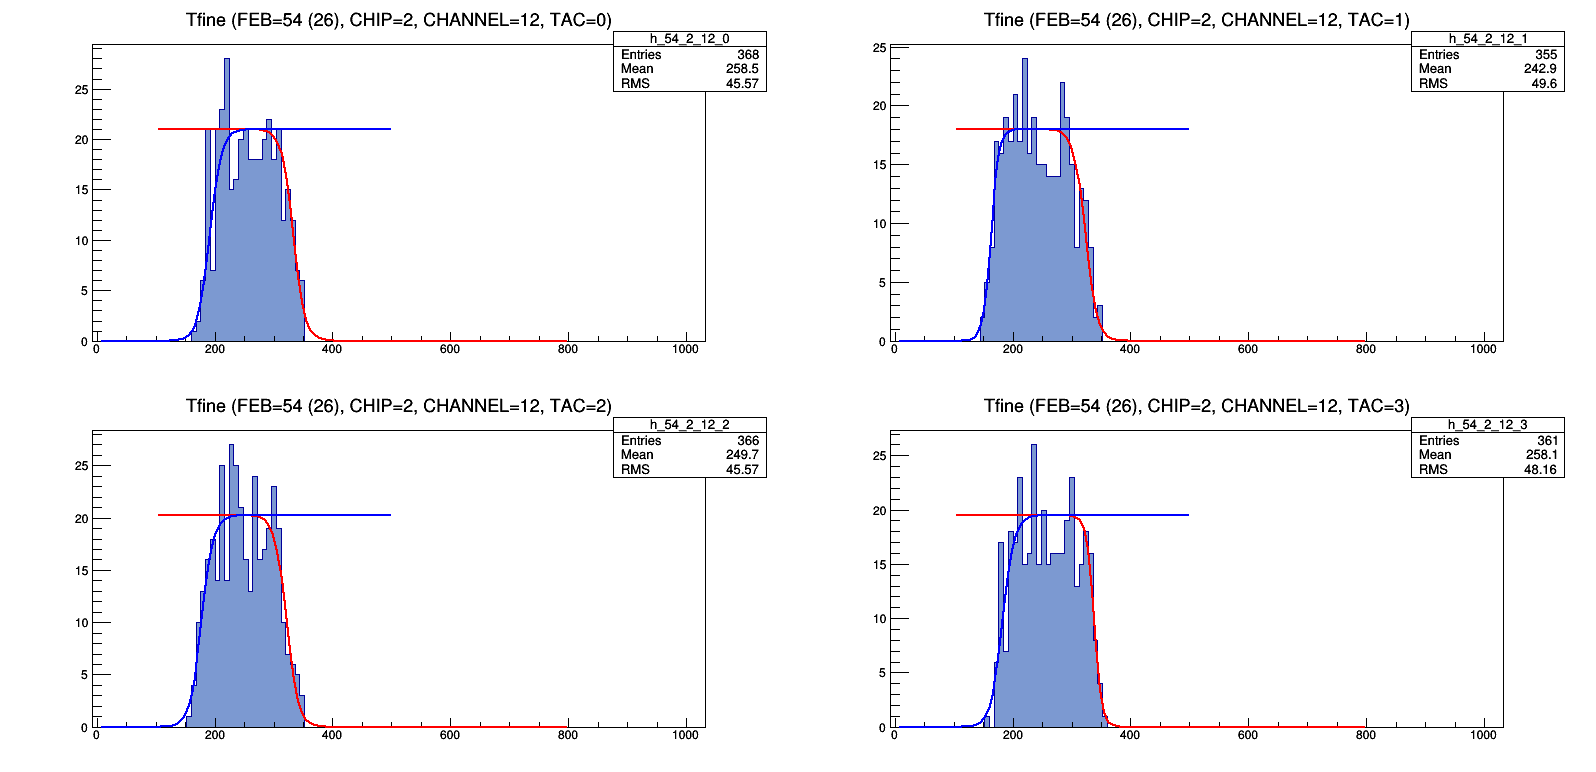 Tfine (FEB=54 (26), CHIP=2, CHANNEL=12, TAC=0)
h_54_2_12_0
Entries 368
Mean 258.5
RMS 45.57
25
20
15
10
5
0
0 200 400 600 800 1000
Tfine (FEB=54 (26), CHIP=2, CHANNEL=12, TAC=1)
h_54_2_12_1
Entries 355
Mean 242.9
RMS 49.6
25
20
15
10
5
0
0 200 400 600 800 1000
Tfine (FEB=54 (26), CHIP=2, CHANNEL=12, TAC=2)
h_54_2_12_2
Entries 366
Mean 249.7
RMS 45.57
25
20
15
10
5
0
0 200 400 600 800 1000
Tfine (FEB=54 (26), CHIP=2, CHANNEL=12, TAC=3)
h_54_2_12_3
Entries 361
Mean 258.1
RMS 48.16
25
20
15
10
5
0
0 200 400 600 800 1000